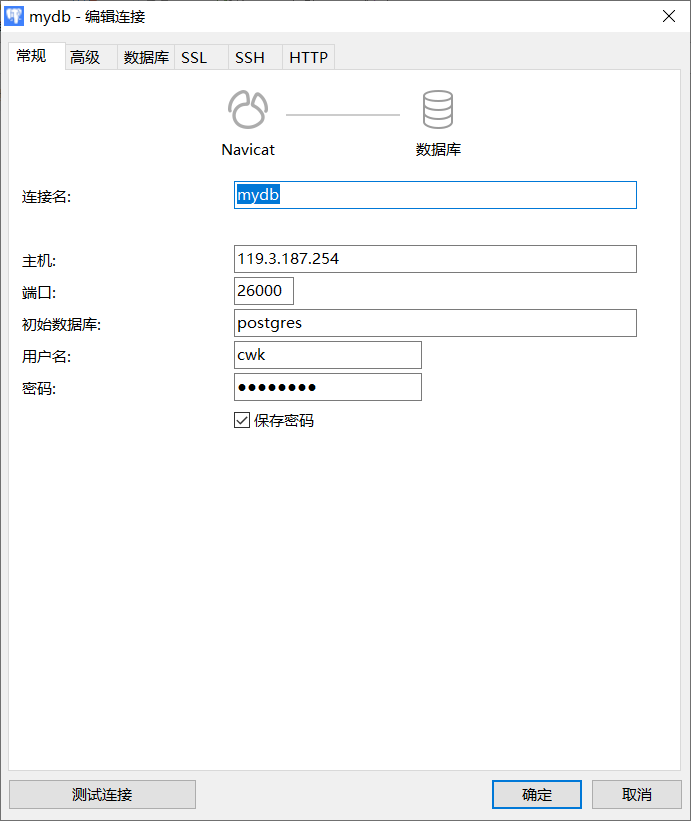 mydb - 编辑连接
常规 高级 数据库 SSL SSH HTTP
Navicat 数据库
连接名: mydb
主机: 119.3.187.254
端口: 26000
初始数据库: postgres
用户名: cwk
密码: ●●●●●●●●
保存密码
测试连接 确定 取消